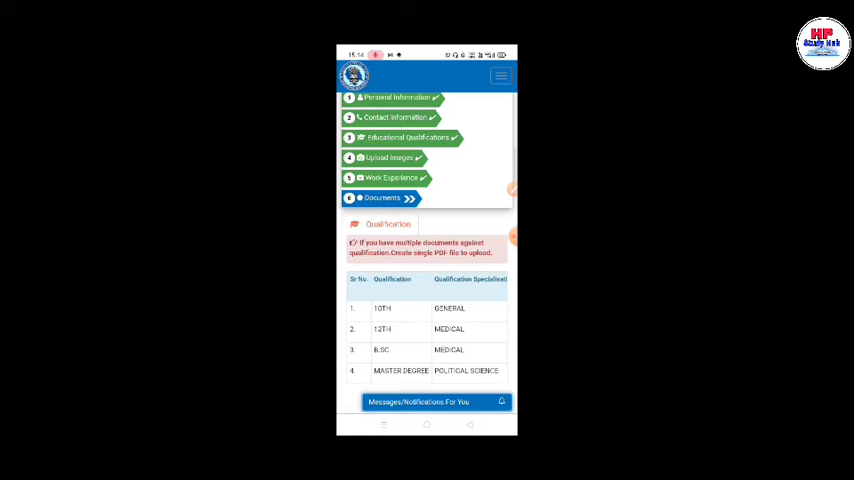 15.14
HP
Study Hub
1 Personal Information
2 Contact Information
3 Educational Qualifications
4 Upload Images
5 Work Experience
6 Documents
Qualification
If you have multiple documents against
qualification.Create single PDF file to upload.
Sr No. Qualification Qualification Specialisati
1. 10TH GENERAL
2. 12TH MEDICAL
3. B.SC MEDICAL
4. MASTER DEGREE POLITICAL SCIENCE
Messages/Notifications For You